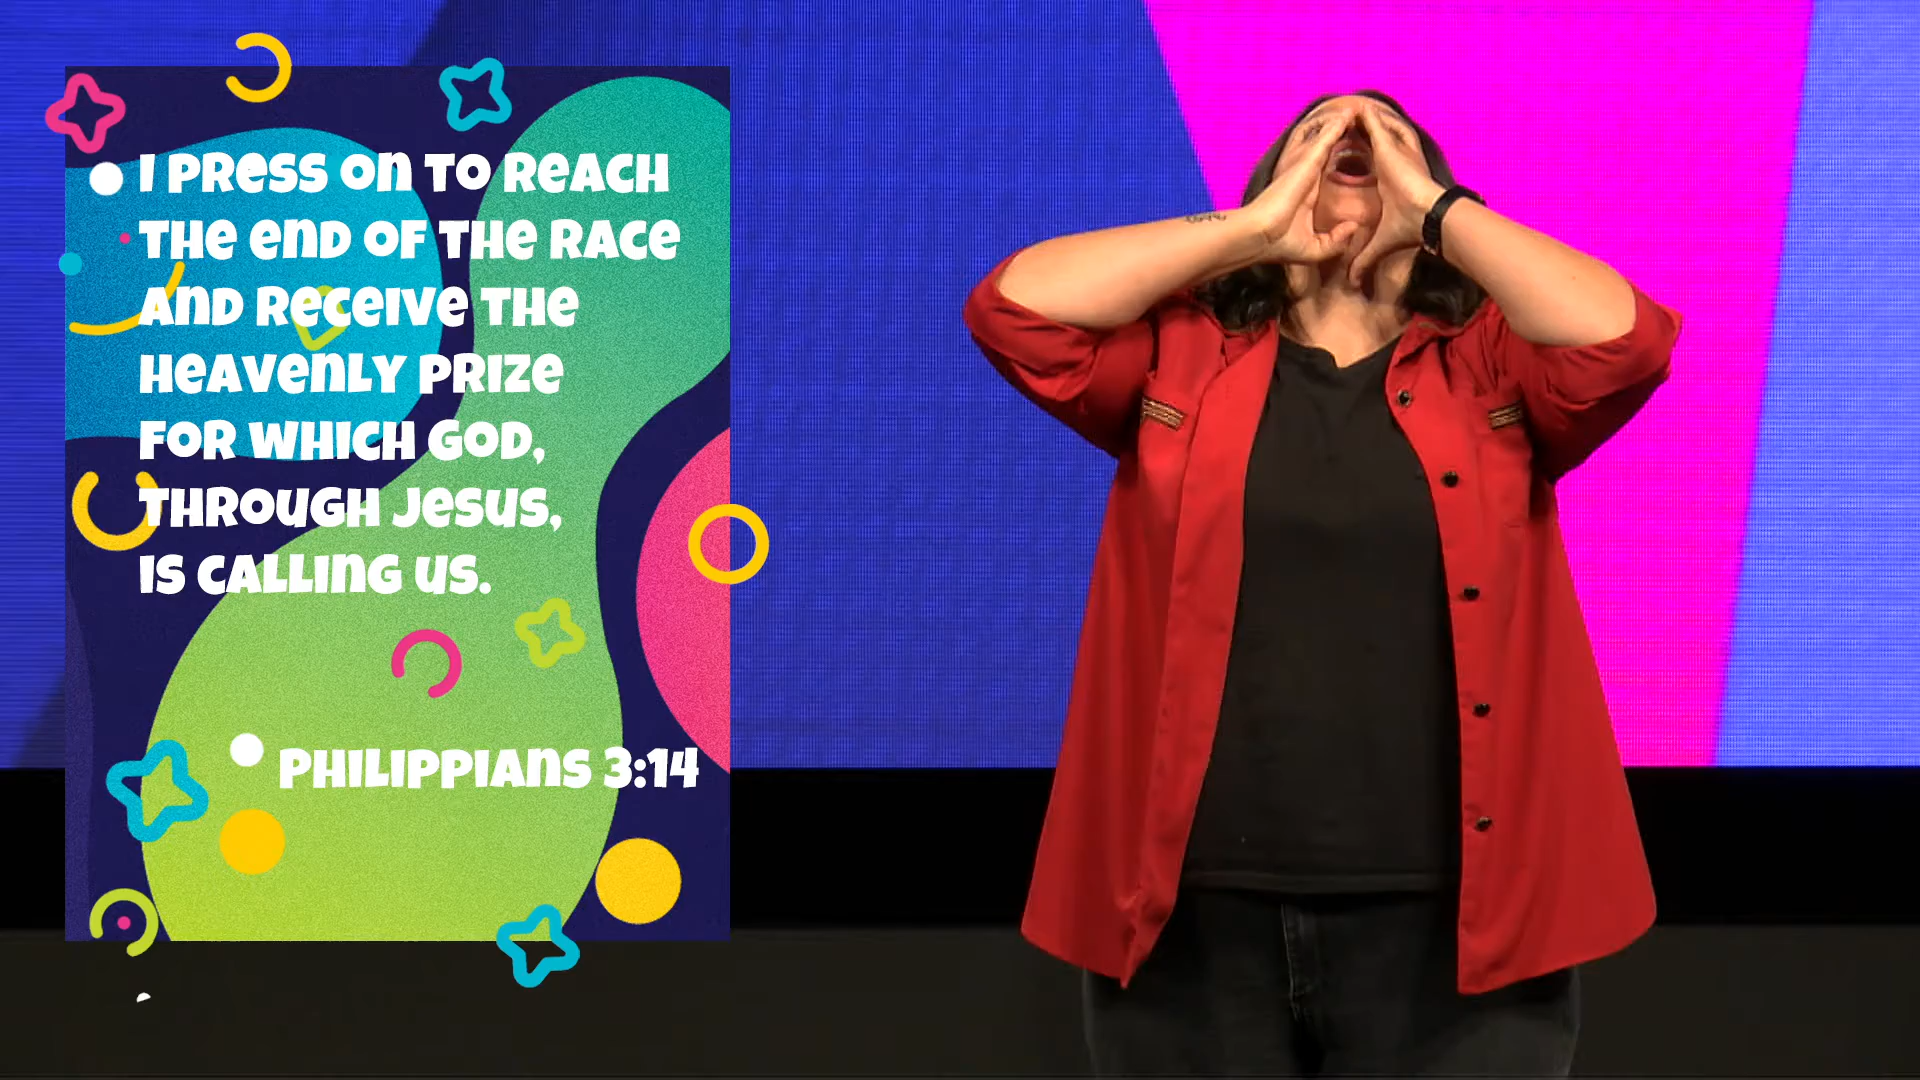 I PRESS ON TO REACH
THE END OF THE RACE
AND RECEIVE THE
HEAVENLY PRIZE
FOR WHICH GOD,
THROUGH JESUS,
IS CALLING US.
PHILIPPIANS 3:14